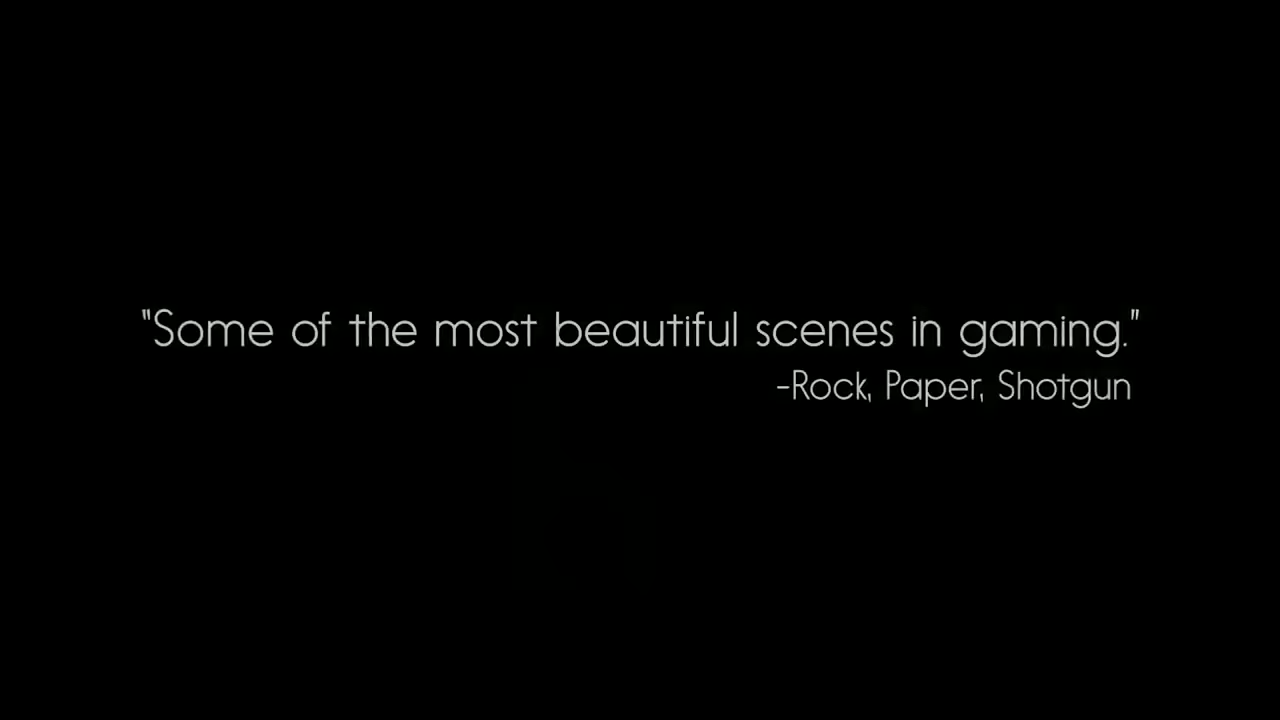 "Some of the most beautiful scenes in gaming."
-Rock, Paper, Shotgun